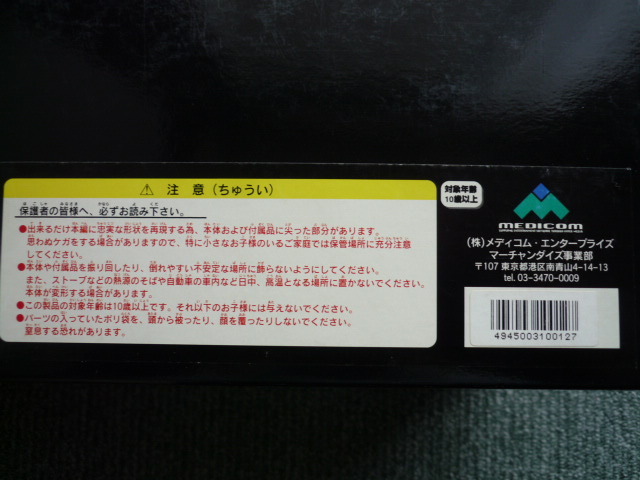 ⚠ 注 意（ちゅうい）
保護者の皆様へ、必ずお読み下さい。
●出来るだけ本編に忠実な形状を再現する為、本体および付属品に尖った部分があります。
思わぬケガをする場合がありますので、特に小さなお子様のいるご家庭では保管場所に充分注意
してください。
●本体や付属品を振り回したり、倒れやすい不安定な場所に飾らないようにしてください。
また、ストーブなどの熱源のそばや自動車の車内など日中、高温となる場所に置かないでください。
本体が変形する場合があります。
●この製品の対象年齢は10歳以上です。それ以下のお子様には与えないでください。
●パーツの入っていたポリ袋を、頭から被ったり、顔を覆ったりしないでください。
窒息する恐れがあります。
対象年齢
10歳以上
MEDICOM
（株）メディコム・エンタープライズ
マーチャンダイズ事業部
〒107 東京都港区南青山4-14-13
tel. 03-3470-0009
4945003100127